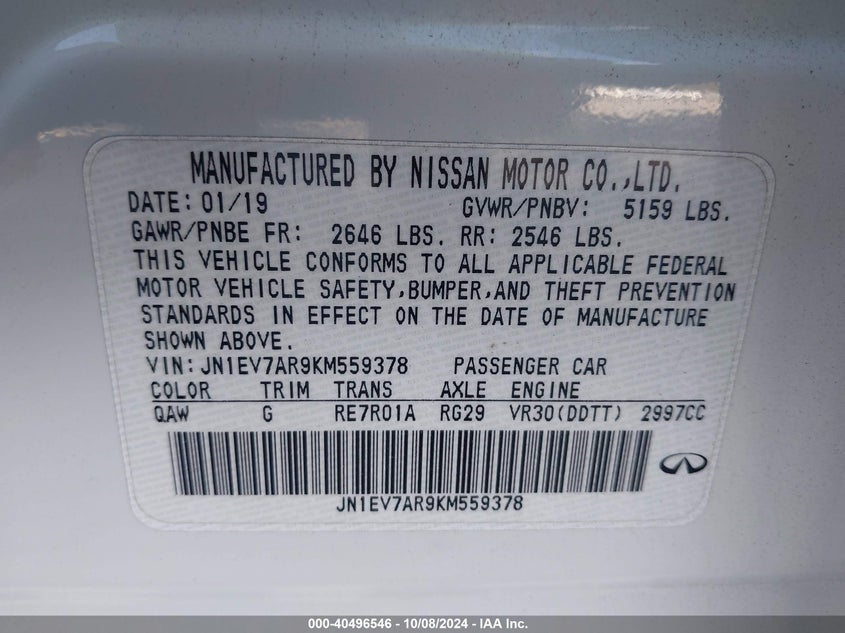 MANUFACTURED BY NISSAN MOTOR CO.,LTD.
DATE: 01/19 GVWR/PNBV: 5159 LBS.
GAWR/PNBE FR: 2646 LBS. RR: 2546 LBS.
THIS VEHICLE CONFORMS TO ALL APPLICABLE FEDERAL
MOTOR VEHICLE SAFETY,BUMPER,AND THEFT PREVENTION
STANDARDS IN EFFECT ON THE DATE OF MANUFACTURE
SHOWN ABOVE.
VIN: JN1EV7AR9KM559378 PASSENGER CAR
COLOR TRIM TRANS AXLE ENGINE
QAW G RE7R01A RG29 VR30(DDTT) 2997CC
JN1EV7AR9KM559378
000-40496546 - 10/08/2024 - IAA Inc.